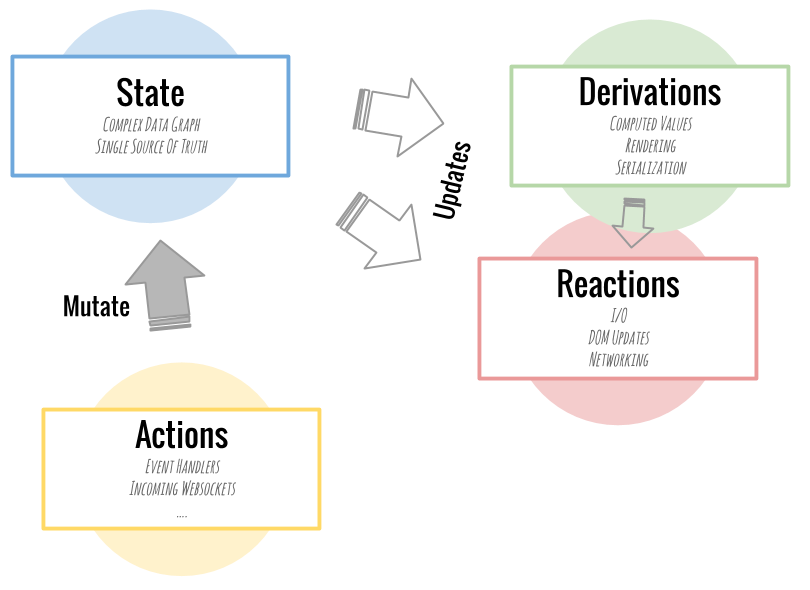 State
Complex Data Graph
Single Source Of Truth
Updates
Derivations
Computed Values
Rendering
Serialization
Mutate
Reactions
I/O
DOM Updates
Networking
Actions
Event Handlers
Incoming Websockets
....